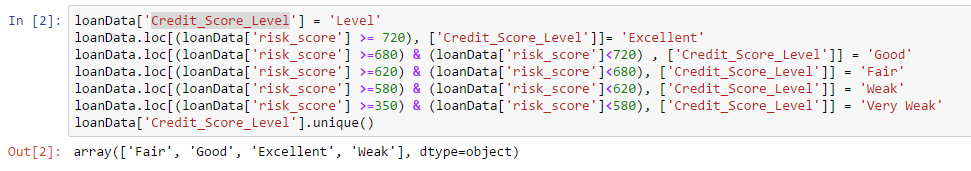 In [2]: loanData['Credit_Score_Level'] = 'Level'
loanData.loc[(loanData['risk_score'] >= 720), ['Credit_Score_Level']]= 'Excellent'
loanData.loc[(loanData['risk_score'] >=680) & (loanData['risk_score']<720) , ['Credit_Score_Level']] = 'Good'
loanData.loc[(loanData['risk_score'] >=620) & (loanData['risk_score']<680), ['Credit_Score_Level']] = 'Fair'
loanData.loc[(loanData['risk_score'] >=580) & (loanData['risk_score']<620), ['Credit_Score_Level']] = 'Weak'
loanData.loc[(loanData['risk_score'] >=350) & (loanData['risk_score']<580), ['Credit_Score_Level']] = 'Very Weak'
loanData['Credit_Score_Level'].unique()
Out[2]: array(['Fair', 'Good', 'Excellent', 'Weak'], dtype=object)